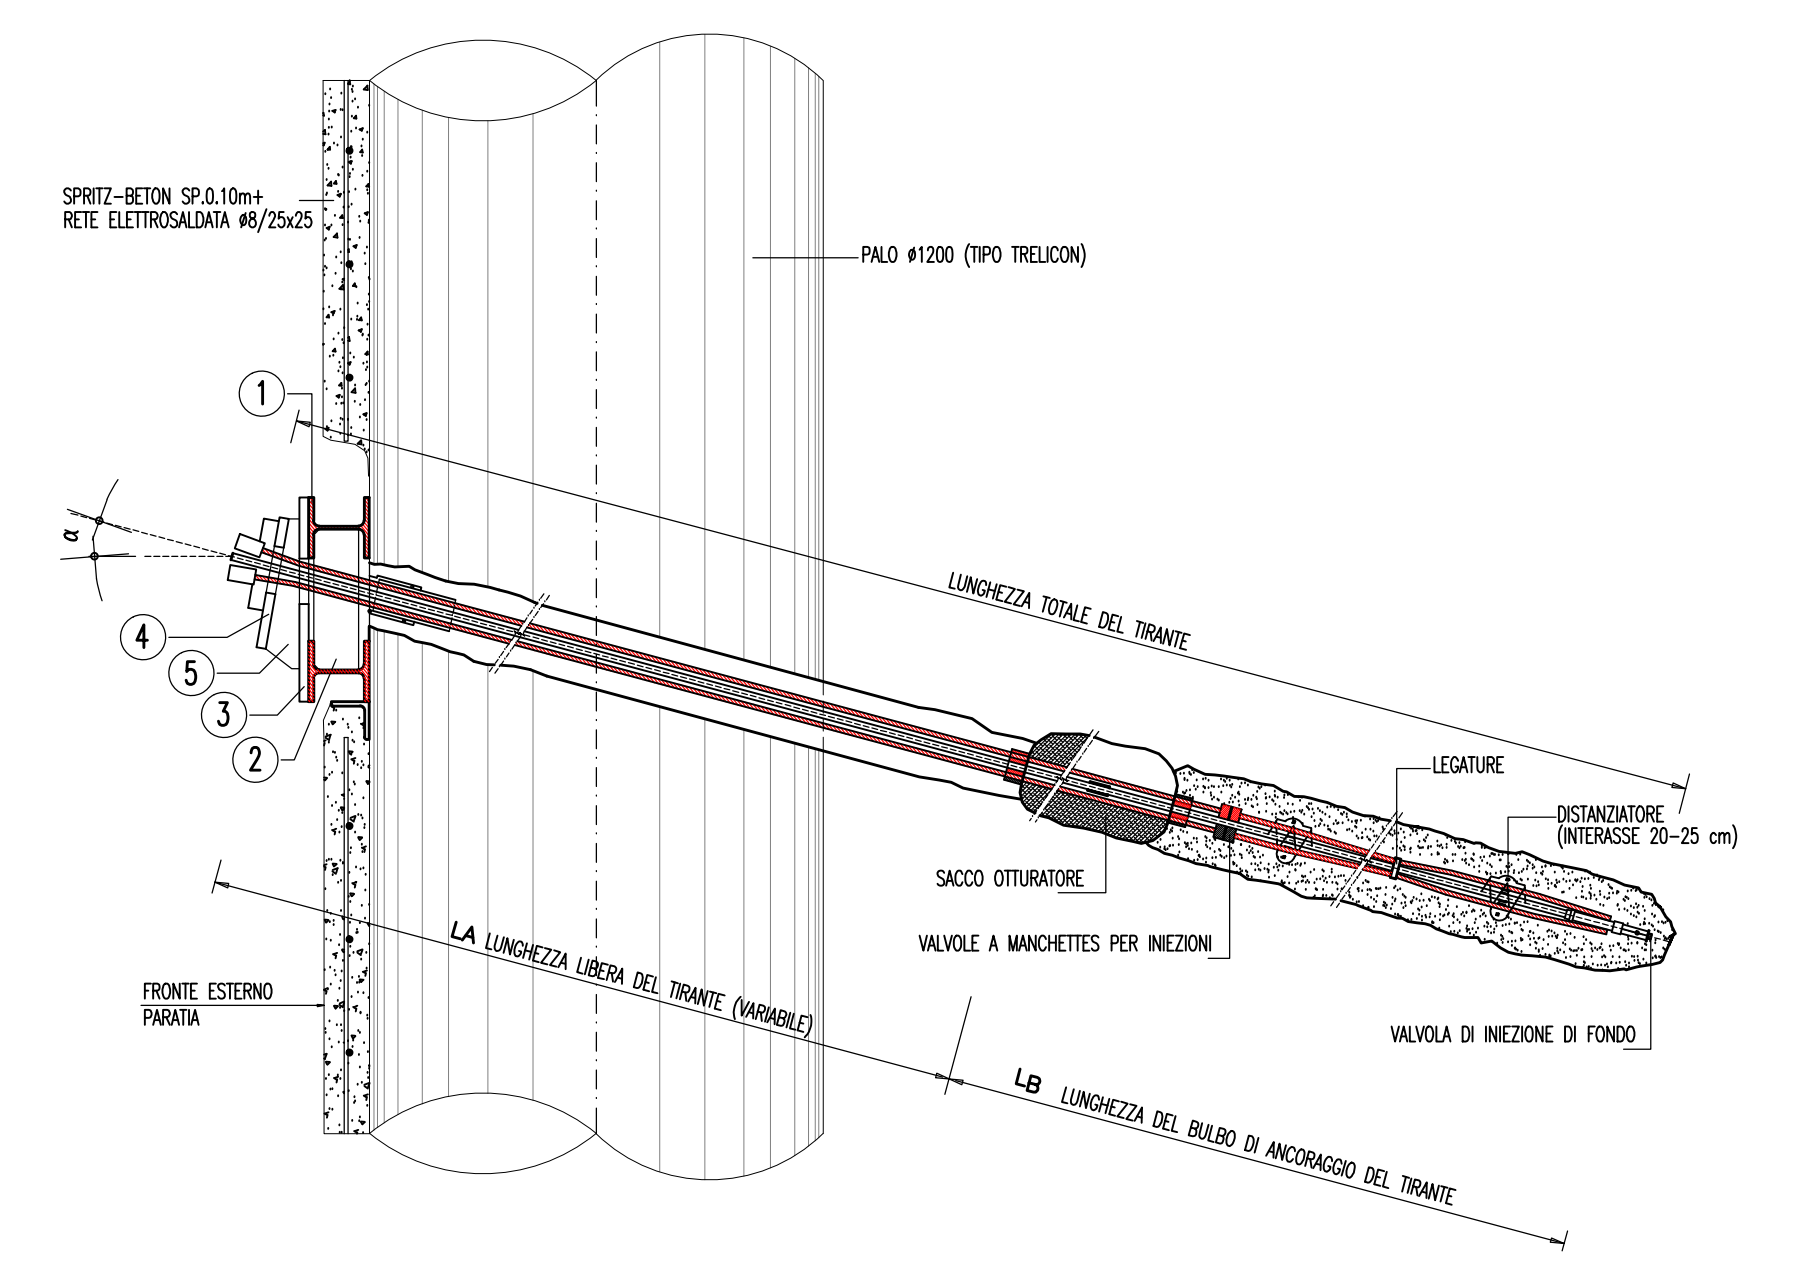 SPRITZ-BETON SP.0.10m+
RETE ELETTROSALDATA ø8/25x25
PALO ø1200 (TIPO TRELICON)
1
α
4
5
3
2
LUNGHEZZA TOTALE DEL TIRANTE
LEGATURE
DISTANZIATORE
(INTERASSE 20-25 cm)
SACCO OTTURATORE
VALVOLE A MANCHETTES PER INIEZIONI
VALVOLA DI INIEZIONE DI FONDO
LA LUNGHEZZA LIBERA DEL TIRANTE (VARIABILE)
FRONTE ESTERNO
PARATIA
LB LUNGHEZZA DEL BULBO DI ANCORAGGIO DEL TIRANTE